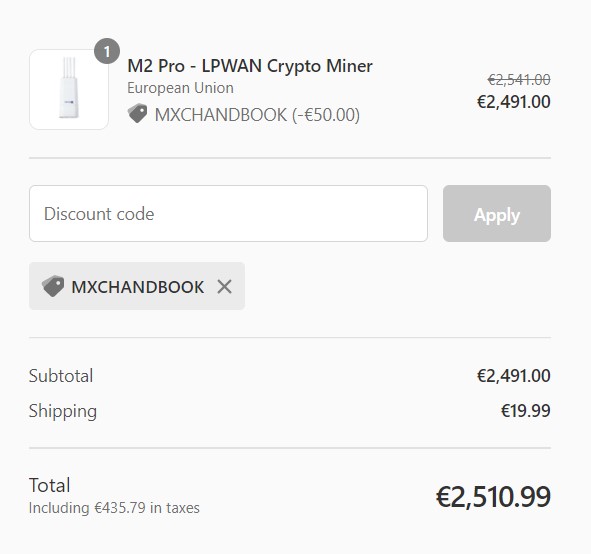 1
M2 Pro - LPWAN Crypto Miner
European Union
MXCHANDBOOK (-€50.00)
€2,541.00
€2,491.00
Discount code
Apply
MXCHANDBOOK
Subtotal €2,491.00
Shipping €19.99
Total
Including €435.79 in taxes
€2,510.99